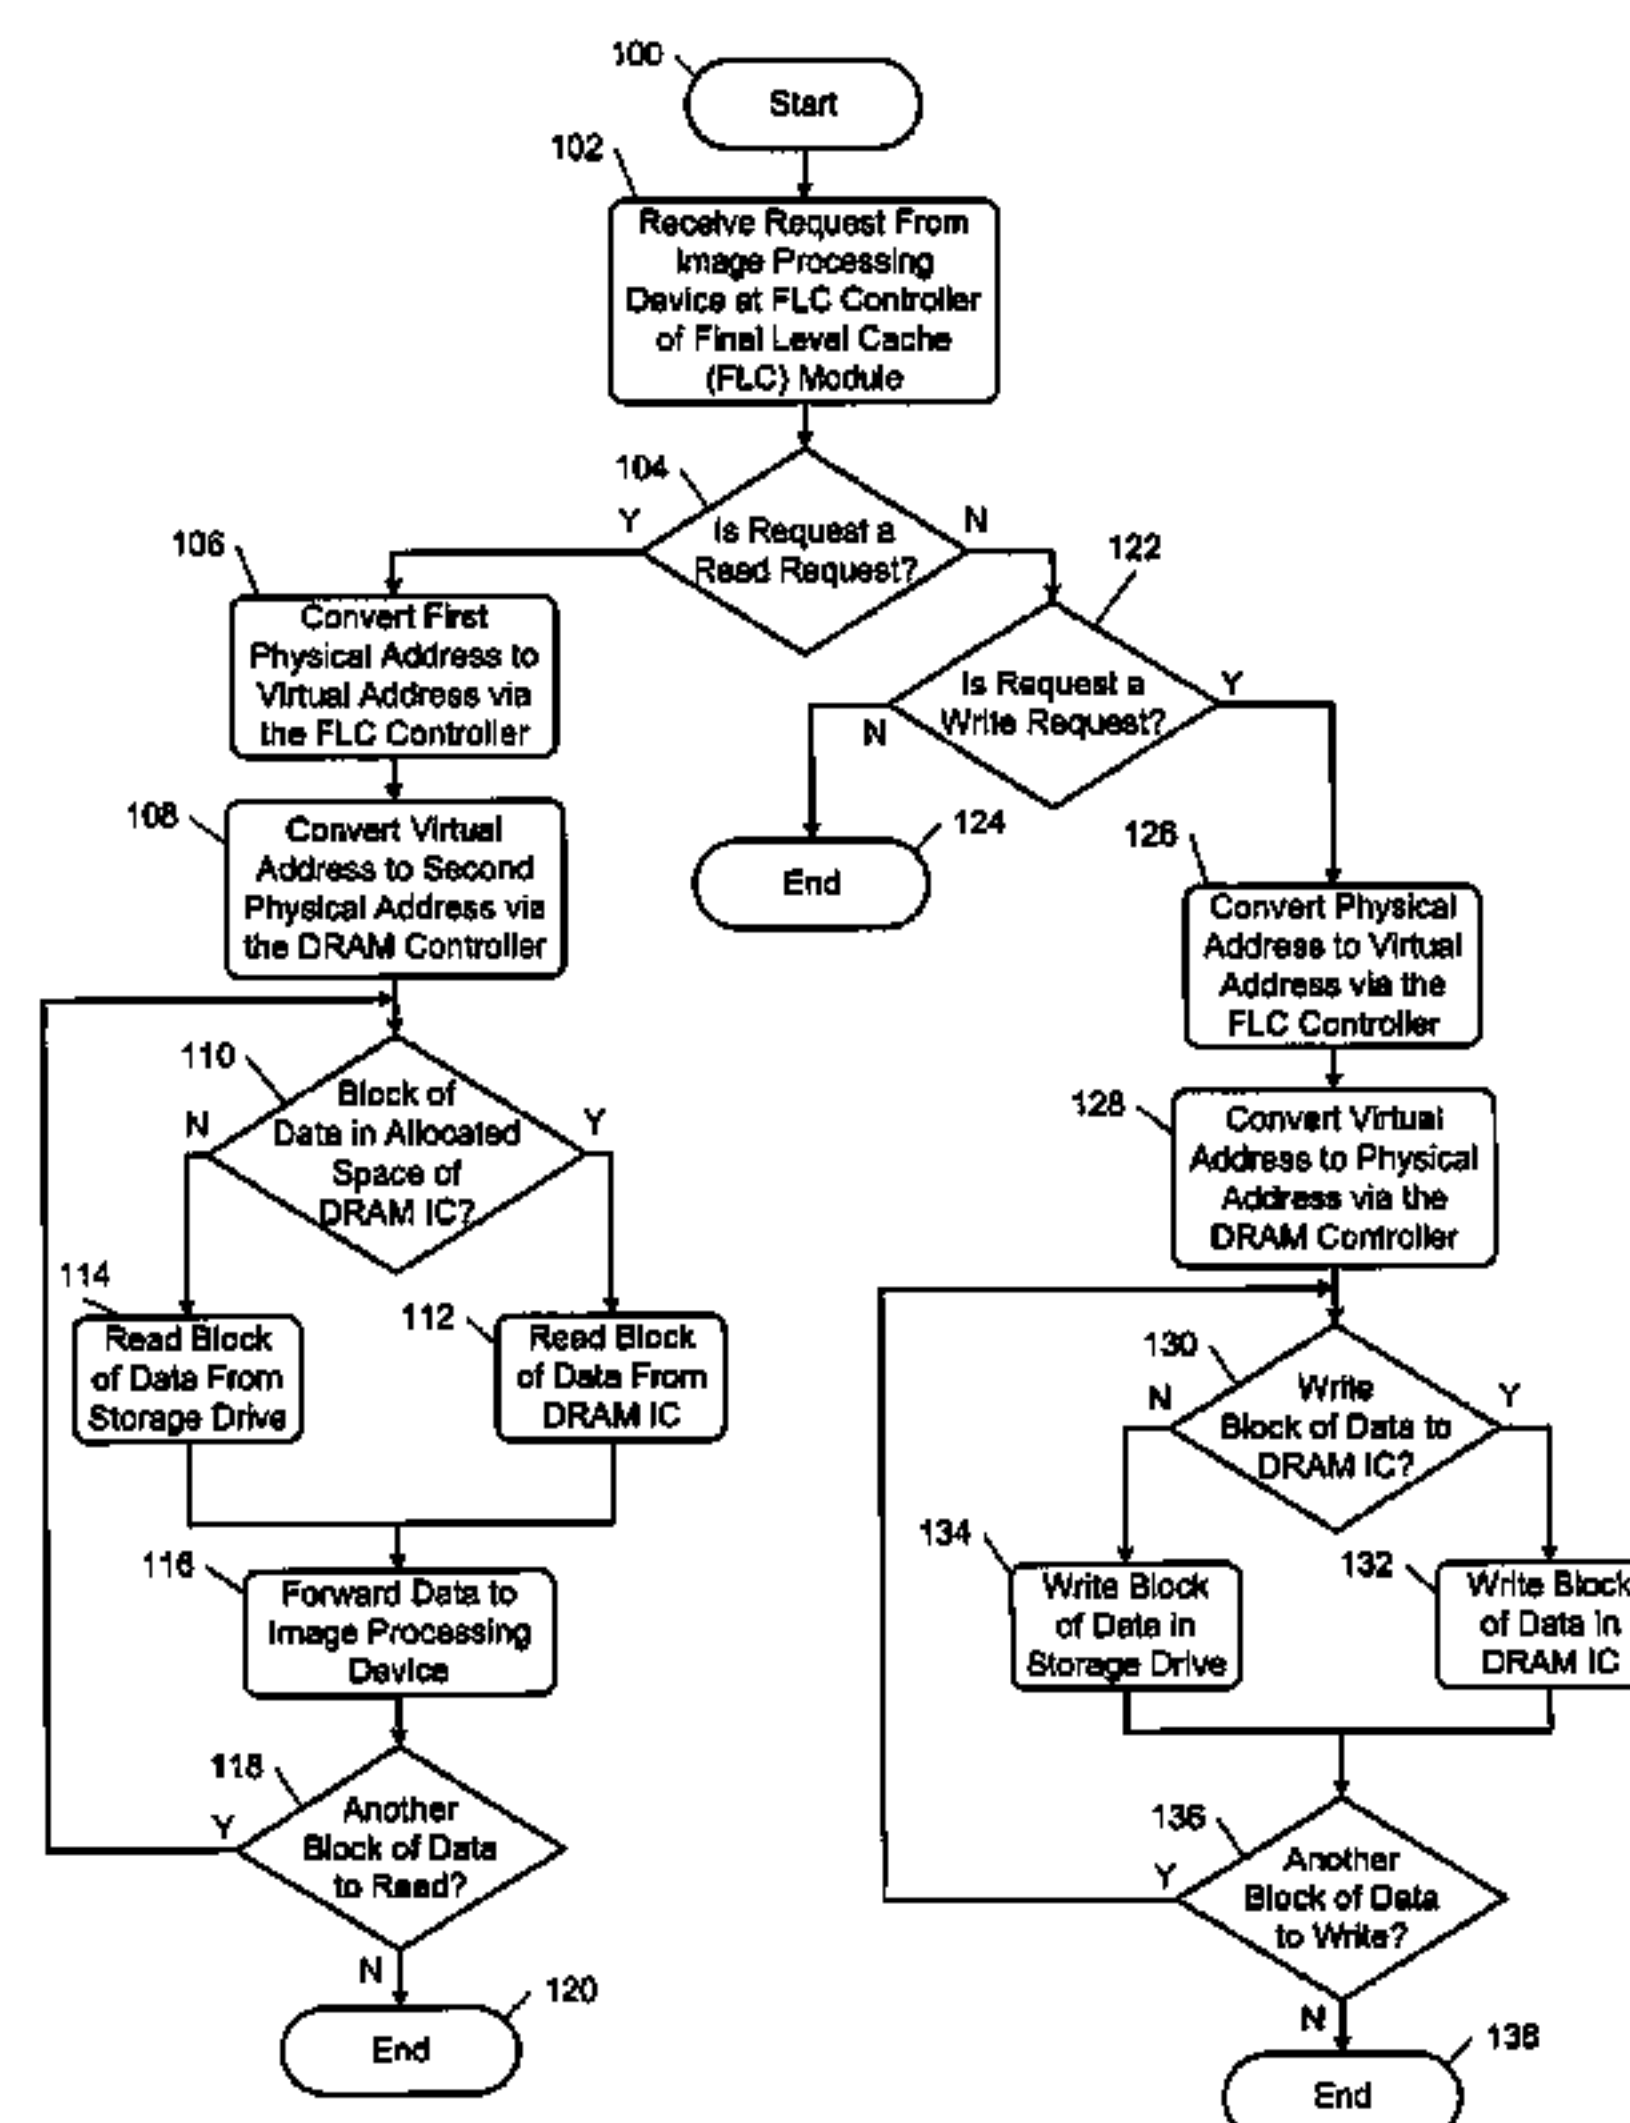 100
Start
102
Receive Request From
Image Processing
Device at FLC Controller
of Final Level Cache
(FLC) Module
104
Is Request a
Read Request?
Y
N
106
Convert First
Physical Address to
Virtual Address via
the FLC Controller
108
Convert Virtual
Address to Second
Physical Address via
the DRAM Controller
110
Block of
Data in Allocated
Space of
DRAM IC?
N
Y
114
Read Block
of Data From
Storage Drive
112
Read Block
of Data From
DRAM IC
116
Forward Data to
Image Processing
Device
118
Another
Block of Data
to Read?
Y
N
120
End
122
Is Request a
Write Request?
N
Y
124
End
126
Convert Physical
Address to Virtual
Address via the
FLC Controller
128
Convert Virtual
Address to Physical
Address via the
DRAM Controller
130
Write
Block of Data to
DRAM IC?
N
Y
134
Write Block
of Data in
Storage Drive
132
Write Block
of Data in
DRAM IC
136
Another
Block of Data
to Write?
Y
N
138
End